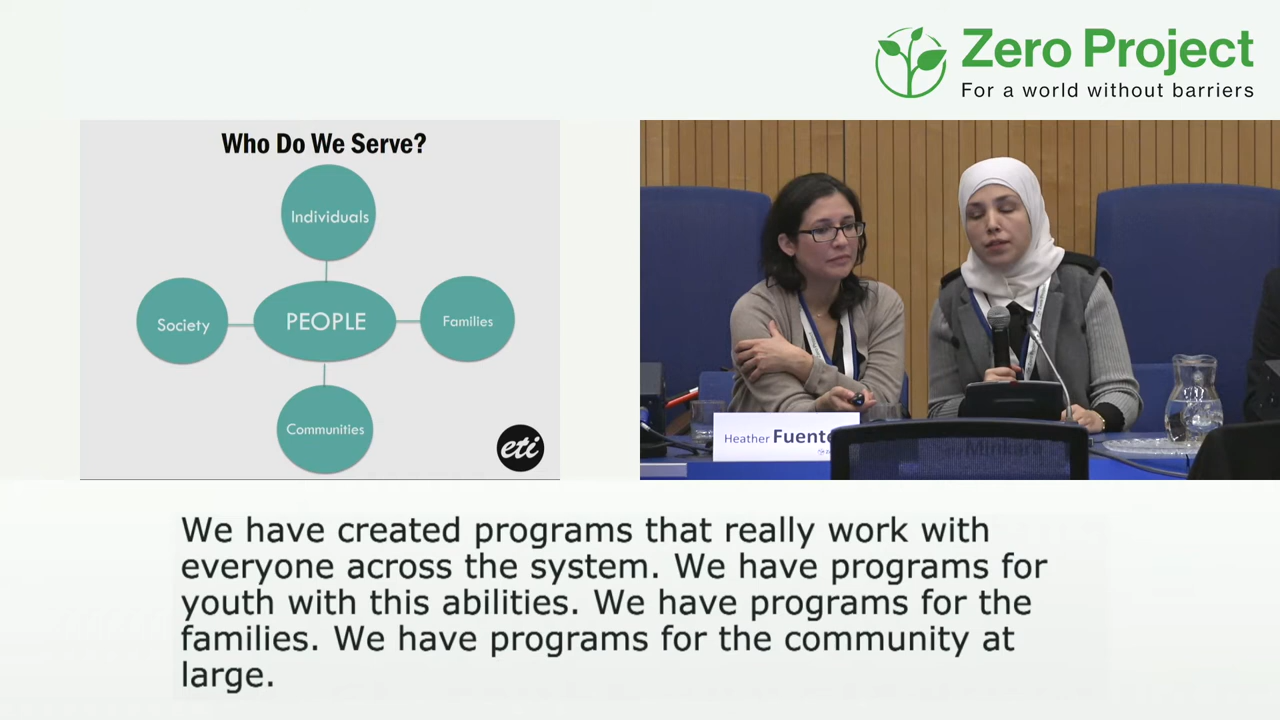 Zero Project
For a world without barriers
Who Do We Serve?
Individuals
Society
PEOPLE
Families
Communities
eti
Heather Fuente
Minkara
We have created programs that really work with
everyone across the system. We have programs for
youth with this abilities. We have programs for the
families. We have programs for the community at
large.